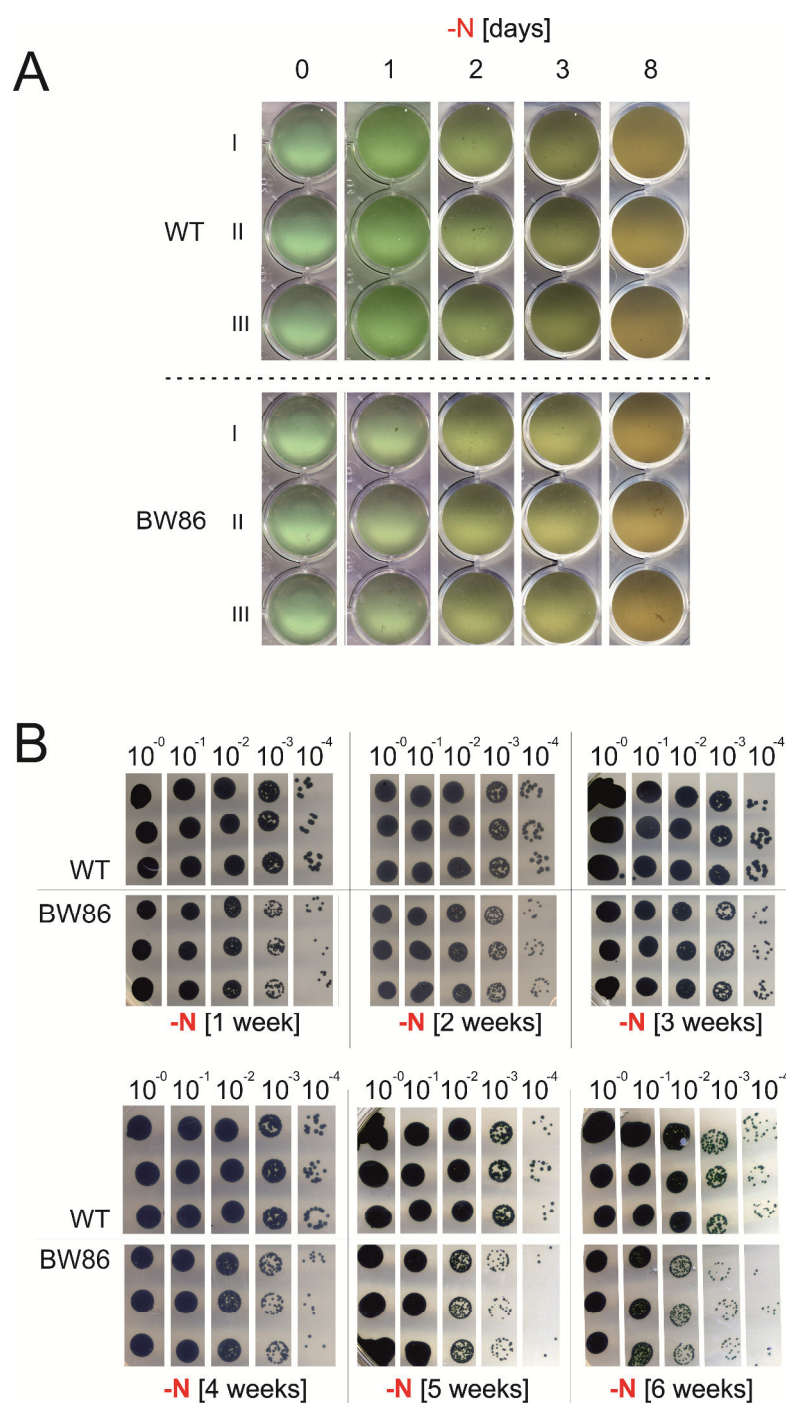 A
-N [days]
0 1 2 3 8
I
WT II
III
I
BW86 II
III
B
10-0 10-1 10-2 10-3 10-4 10-0 10-1 10-2 10-3 10-4 10-0 10-1 10-2 10-3 10-4
WT
BW86
-N [1 week] -N [2 weeks] -N [3 weeks]
10-0 10-1 10-2 10-3 10-4 10-0 10-1 10-2 10-3 10-4 10-0 10-1 10-2 10-3 10-4
WT
BW86
-N [4 weeks] -N [5 weeks] -N [6 weeks]